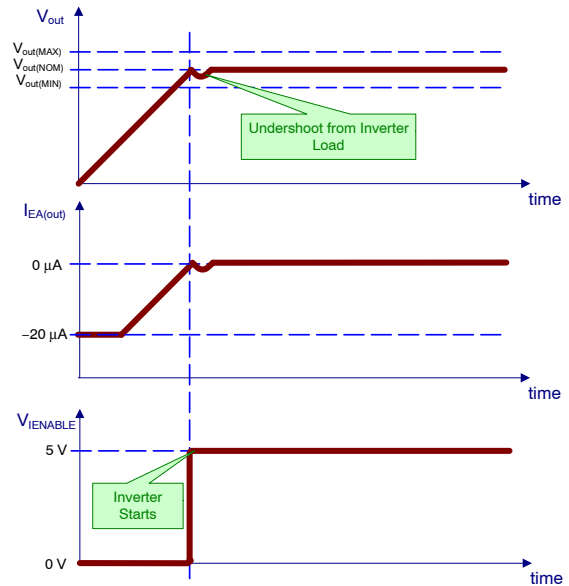 Vout
Vout(MAX)
Vout(NOM)
Vout(MIN)
Undershoot from Inverter
Load
time
IEA(out)
0 μA
−20 μA
time
VIENABLE
5 V
Inverter
Starts
0 V
time